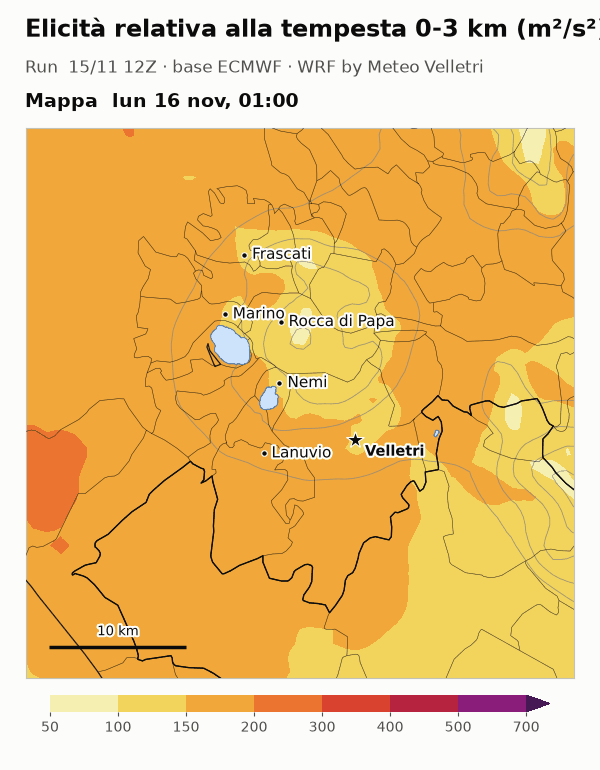 Elicità relativa alla tempesta 0-3 km (m²/s²)
Run  15/11 12Z · base ECMWF · WRF by Meteo Velletri
Mappa  lun 16 nov, 01:00
Frascati
Marino
Rocca di Papa
Nemi
Velletri
Lanuvio
10 km
50 100 150 200 300 400 500 700